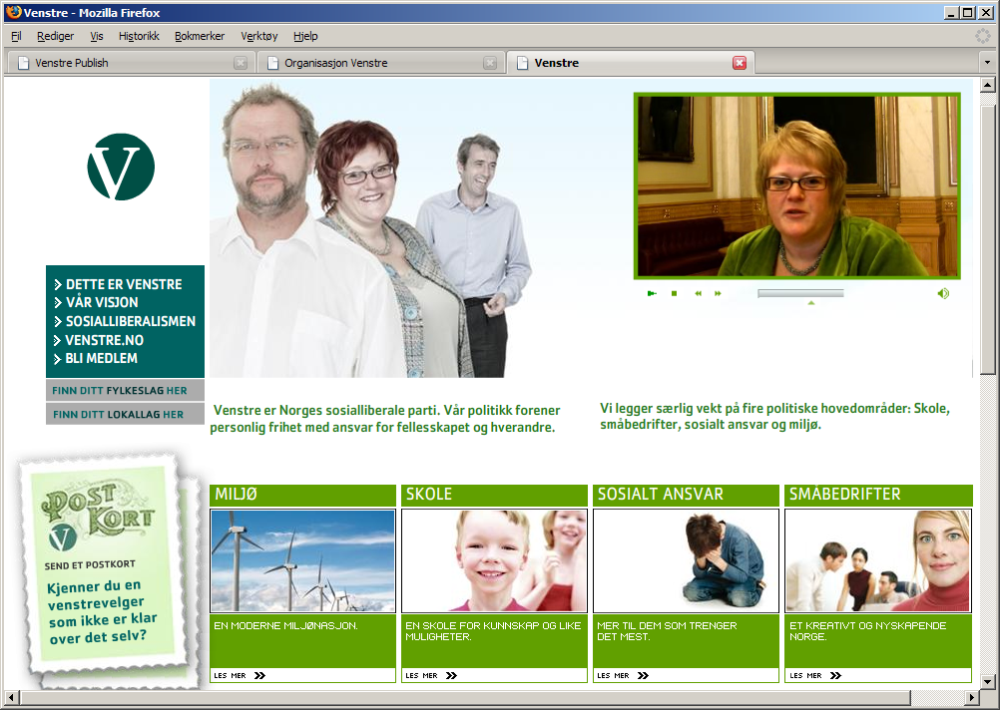 Venstre - Mozilla Firefox
Fil Rediger Vis Historikk Bokmerker Verktøy Hjelp
Venstre Publish
Organisasjon Venstre
Venstre
V
DETTE ER VENSTRE
VÅR VISJON
SOSIALLIBERALISMEN
VENSTRE.NO
BLI MEDLEM
FINN DITT FYLKESLAG HER
FINN DITT LOKALLAG HER
Venstre er Norges sosialliberale parti. Vår politikk forener
personlig frihet med ansvar for fellesskapet og hverandre.
Vi legger særlig vekt på fire politiske hovedområder: Skole,
småbedrifter, sosialt ansvar og miljø.
POST
KORT
V
SEND ET POSTKORT
Kjenner du en
venstrevelger
som ikke er klar
over det selv?
MILJØ
EN MODERNE MILJØNASJON.
LES MER
SKOLE
EN SKOLE FOR KUNNSKAP OG LIKE
MULIGHETER.
LES MER
SOSIALT ANSVAR
MER TIL DEM SOM TRENGER
DET MEST.
LES MER
SMÅBEDRIFTER
ET KREATIVT OG NYSKAPENDE
NORGE.
LES MER